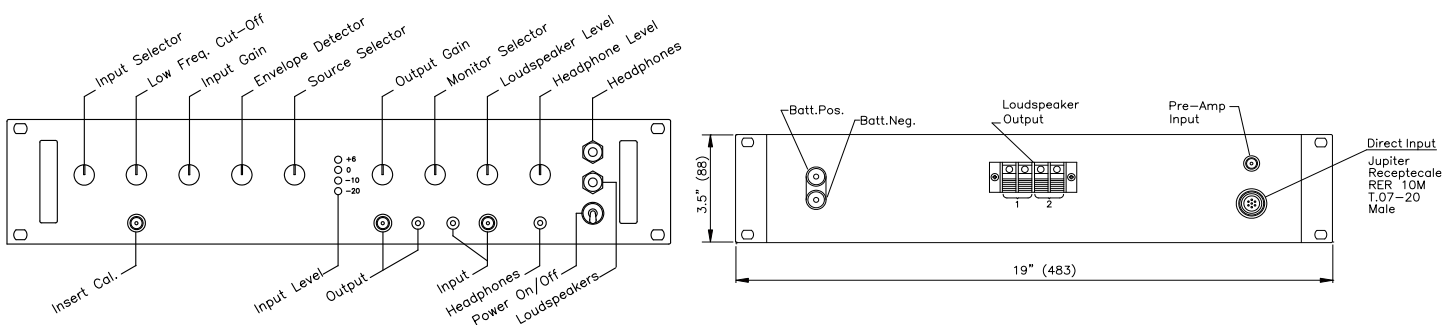 Input Selector
Low Freq. Cut-Off
Input Gain
Envelope Detector
Source Selector
Output Gain
Monitor Selector
Loudspeaker Level
Headphone Level
Headphones
+6
0
-10
-20
Insert Cal.
Input Level
Output
Input
Headphones
Power On/Off
Loudspeakers
Batt.Pos.
Batt.Neg.
Loudspeaker
Output
Pre-Amp
Input
Direct Input
Jupiter
Receptecale
RER 10M
T.07-20
Male
1 2
3.5" (88)
19" (483)